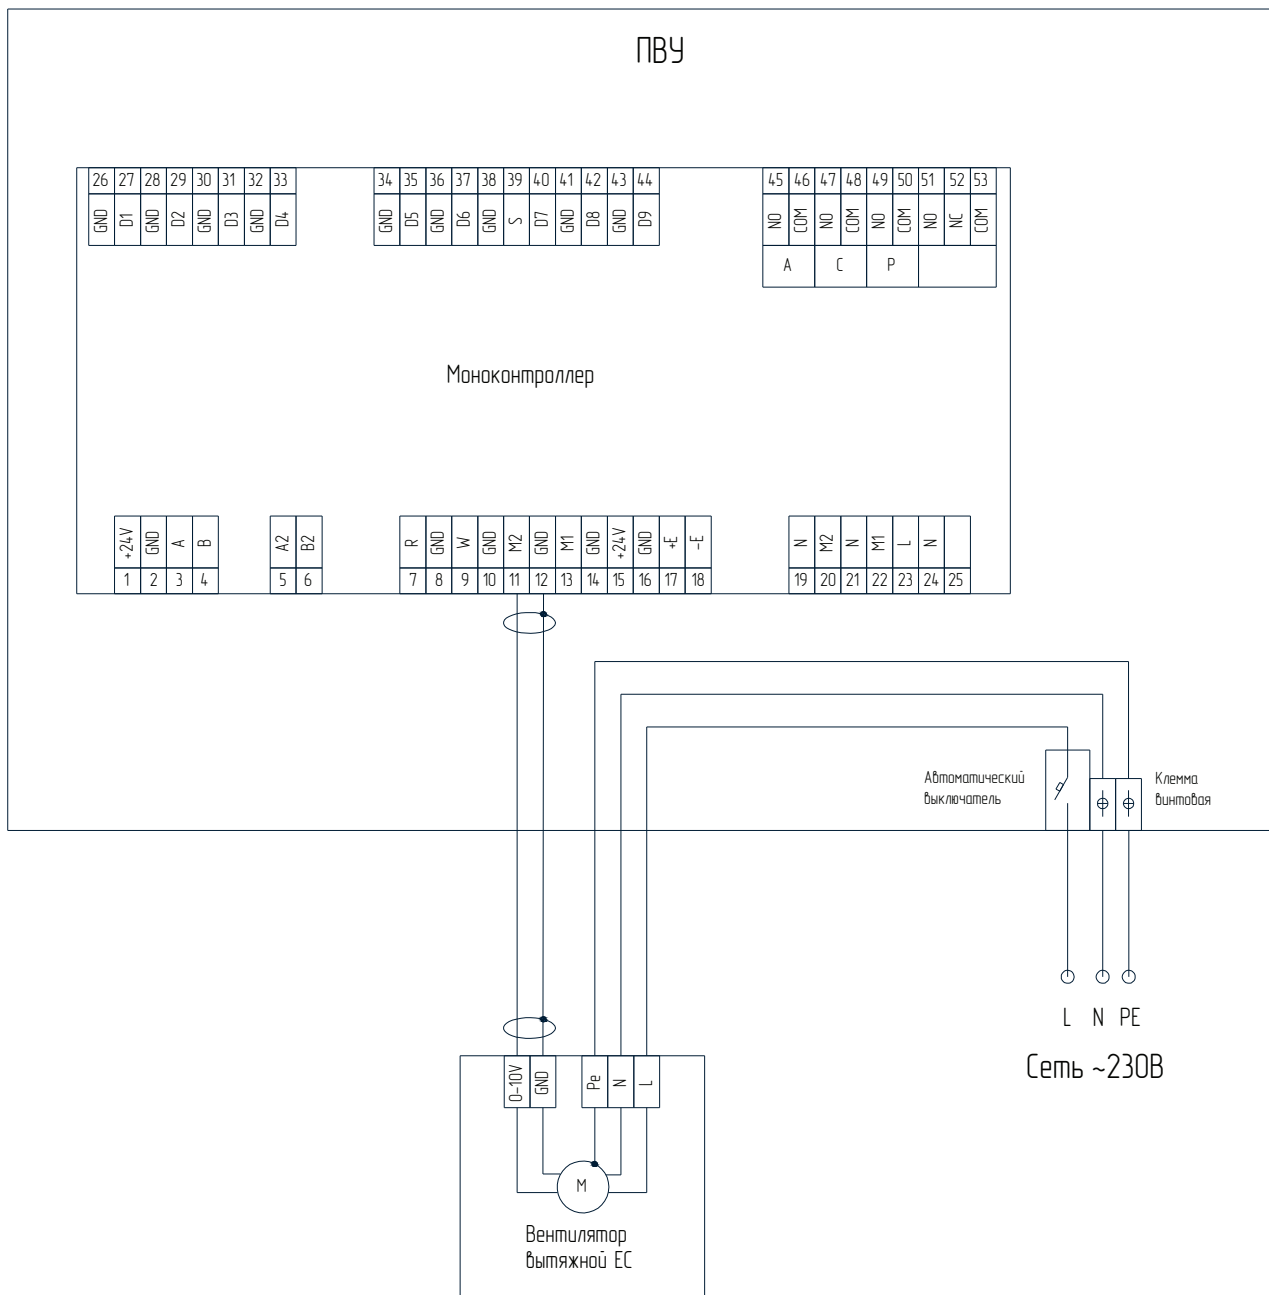 ПВУ
26 27 28 29 30 31 32 33 34 35 36 37 38 39 40 41 42 43 44 45 46 47 48 49 50 51 52 53
GND D1 GND D2 GND D3 GND D4 GND D5 GND D6 GND S D7 GND D8 GND D9 NO COM NO COM NO COM NO NC COM
A C P
Моноконтроллер
+24V GND A B A2 B2 R GND W GND M2 GND M1 GND +24V GND +E -E N M2 N M1 L N
1 2 3 4 5 6 7 8 9 10 11 12 13 14 15 16 17 18 19 20 21 22 23 24 25
Автоматический
выключатель
Клемма
винтовая
L N PE
Сеть ~230В
0-10V GND Pe N L
М
Вентилятор
вытяжной ЕС